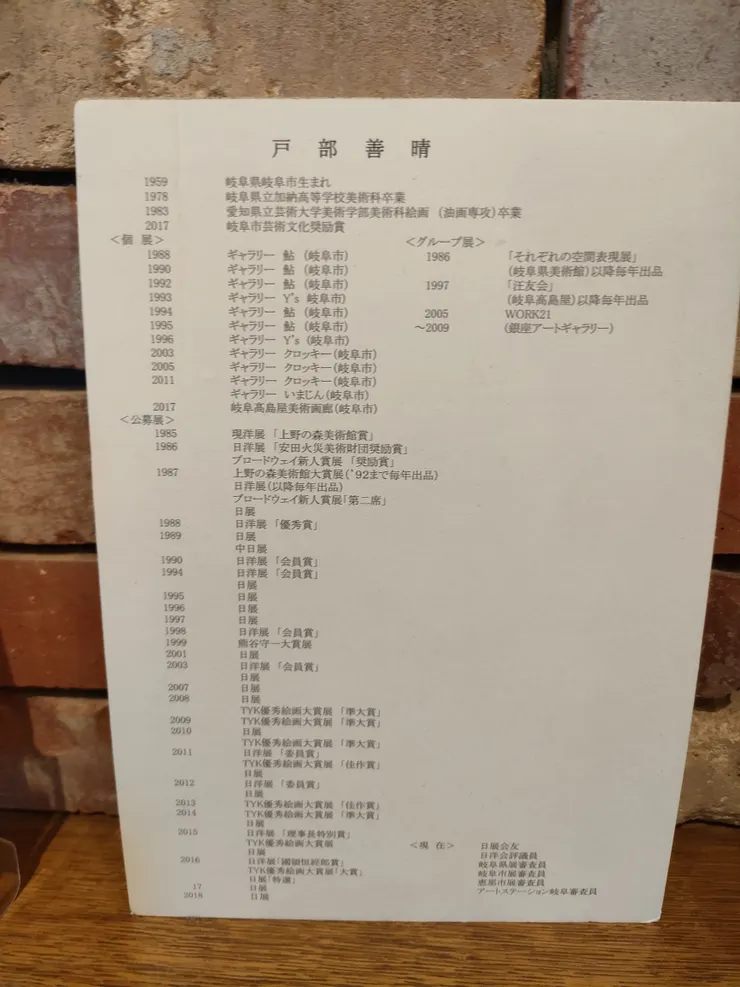 戸部善晴
1959 岐阜県岐阜市生まれ
1978 岐阜県立加納高等学校美術科卒業
1983 愛知県立芸術大学美術学部美術科絵画 (油画専攻)卒業
2017 岐阜市芸術文化奨励賞
＜個 展＞
1988 ギャラリー 鮎 (岐阜市)
1990 ギャラリー 鮎 (岐阜市)
1992 ギャラリー 鮎 (岐阜市)
1993 ギャラリー Y's 岐阜市)
1994 ギャラリー 鮎 (岐阜市)
1995 ギャラリー 鮎 (岐阜市)
1996 ギャラリー Y's (岐阜市)
2003 ギャラリー クロッキー(岐阜市)
2005 ギャラリー クロッキー(岐阜市)
2011 ギャラリー クロッキー(岐阜市)
ギャラリー いまじん(岐阜市)
2017 岐阜高島屋美術画廊(岐阜市)
＜グループ展＞
1986 「それぞれの空間表現展」
(岐阜県美術館)以降毎年出品
1997 「汪友会」
(岐阜高島屋)以降毎年出品
2005 WORK21
～2009 (銀座アートギャラリー)
＜公募展＞
1985 現洋展 「上野の森美術館賞」
1986 日洋展 「安田火災美術財団奨励賞」
ブロードウェイ新人賞展 「奨励賞」
1987 上野の森美術館大賞展('92まで毎年出品)
日洋展(以降毎年出品)
ブロードウェイ新人賞展「第二席」
日展
1988 日洋展 「優秀賞」
1989 日展
中日展
1990 日洋展 「会員賞」
1994 日洋展 「会員賞」
日展
1995 日展
1996 日展
1997 日展
1998 日洋展 「会員賞」
1999 熊谷守一大賞展
2001 日展
2003 日洋展 「会員賞」
日展
2007 日展
2008 日展
TYK優秀絵画大賞展 「準大賞」
2009 TYK優秀絵画大賞展 「準大賞」
2010 日展
TYK優秀絵画大賞展 「準大賞」
2011 日洋展 「委員賞」
TYK優秀絵画大賞展 「佳作賞」
日展
2012 日洋展 「委員賞」
日展
2013 TYK優秀絵画大賞展 「佳作賞」
2014 TYK優秀絵画大賞展 「準大賞」
日展
2015 日洋展 「理事長特別賞」
TYK優秀絵画大賞展
日展
2016 日洋展「國領恒經郎賞」
TYK優秀絵画大賞展「大賞」
日展「特選」
17 日展
2018 日展
＜現 在＞ 日展会友
日洋会評議員
岐阜県展審査員
岐阜市展審査員
恵那市展審査員
アートステーション岐阜審査員